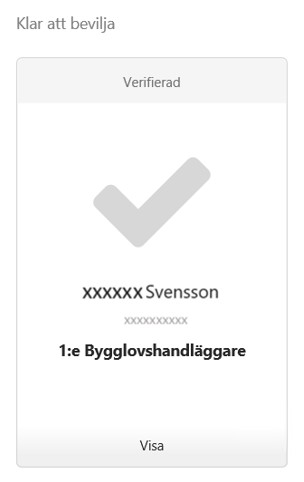 Klar att bevilja
Verifierad
xxxxxx Svensson
xxxxxxxxxx
1:e Bygglovshandläggare
Visa